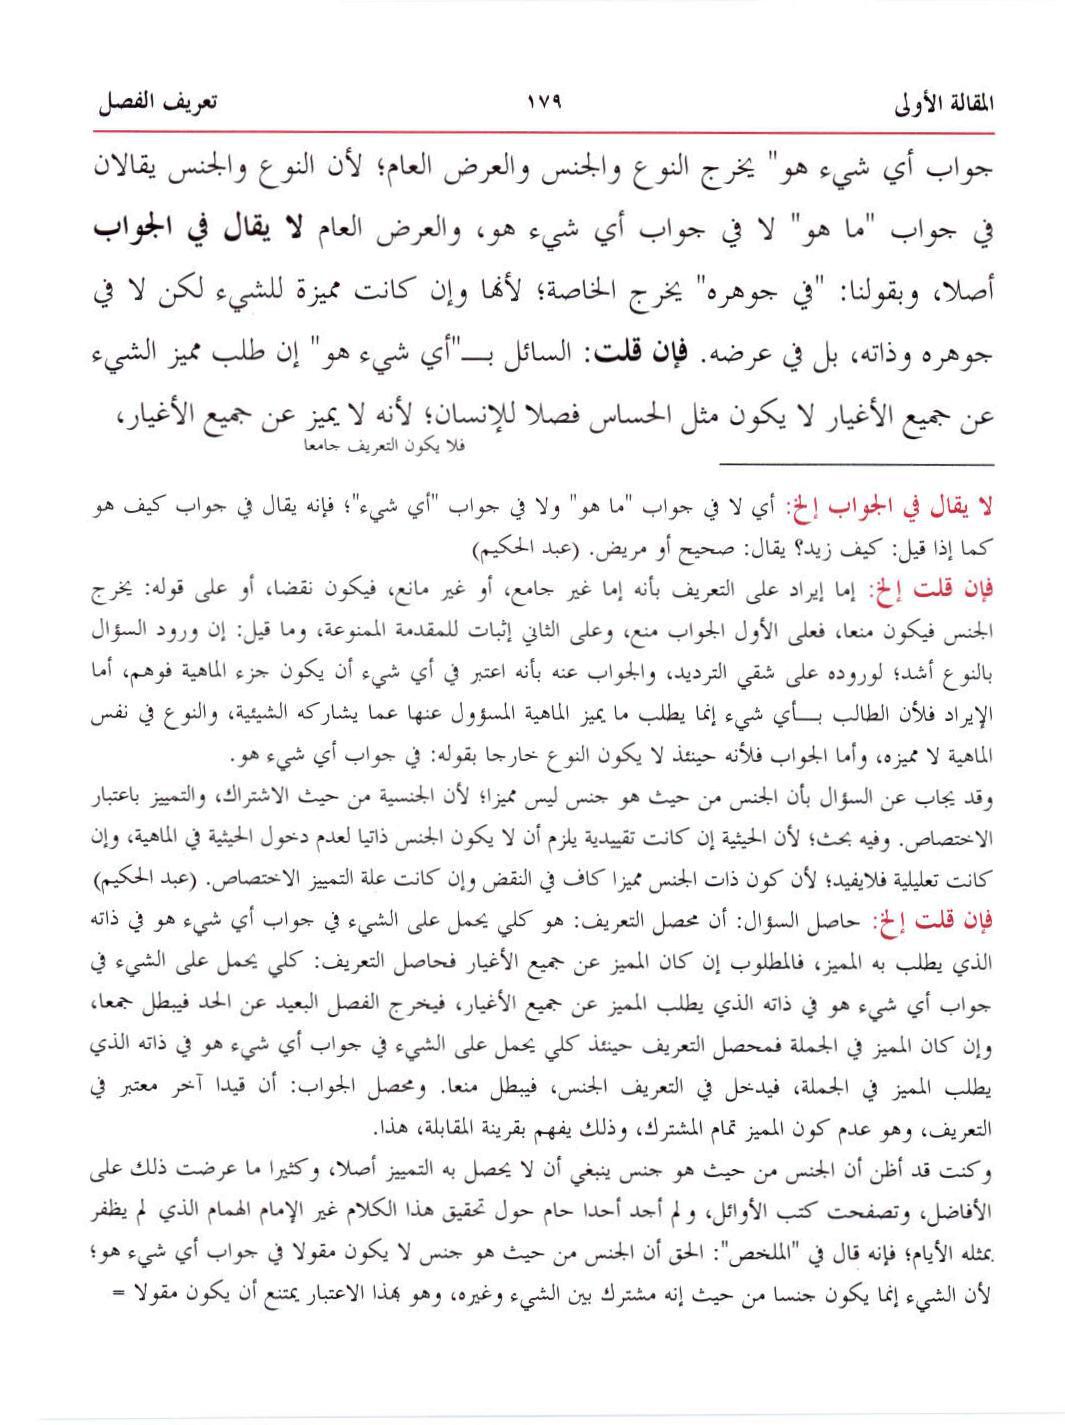 المقالة الأولى ١٧٩ تعريف الفصل
جواب أي شيء هو" يخرج النوع والجنس والعرض العام؛ لأن النوع والجنس يقالان
في جواب "ما هو" لا في جواب أي شيء هو، والعرض العام لا يقال في الجواب
أصلا، وبقولنا: "في جوهره" يخرج الخاصة؛ لأنها وإن كانت مميزة للشيء لكن لا في
جوهره وذاته، بل في عرضه. فإن قلت: السائل بــ"أي شيء هو" إن طلب مميز الشيء
عن جميع الأغيار لا يكون مثل الحساس فصلا للإنسان؛ لأنه لا يميز عن جميع الأغيار،
فلا يكون التعريف جامعا
لا يقال في الجواب إلخ: أي لا في جواب "ما هو" ولا في جواب "أي شيء"؛ فإنه يقال في جواب كيف هو
كما إذا قيل: كيف زيد؟ يقال: صحيح أو مريض. (عبد الحكيم)
فإن قلت إلخ: إما إيراد على التعريف بأنه إما غير جامع، أو غير مانع، فيكون نقضا، أو على قوله: يخرج
الجنس فيكون منعا، فعلى الأول الجواب منع، وعلى الثاني إثبات للمقدمة الممنوعة، وما قيل: إن ورود السؤال
بالنوع أشد؛ لوروده على شقي الترديد، والجواب عنه بأنه اعتبر في أي شيء أن يكون جزء الماهية فوهم، أما
الإيراد فلأن الطالب بــأي شيء إنما يطلب ما يميز الماهية المسؤول عنها عما يشاركه الشيئية، والنوع في نفس
الماهية لا مميزه، وأما الجواب فلأنه حينئذ لا يكون النوع خارجا بقوله: في جواب أي شيء هو.
وقد يجاب عن السؤال بأن الجنس من حيث هو جنس ليس مميزا؛ لأن الجنسية من حيث الاشتراك، والتمييز باعتبار
الاختصاص. وفيه بحث؛ لأن الحيثية إن كانت تقييدية يلزم أن لا يكون الجنس ذاتيا لعدم دخول الحيثية في الماهية، وإن
كانت تعليلية فلايفيد؛ لأن كون ذات الجنس مميزا كاف في النقض وإن كانت علة التمييز الاختصاص. (عبد الحكيم)
فإن قلت إلخ: حاصل السؤال: أن محصل التعريف: هو كلي يحمل على الشيء في جواب أي شيء هو في ذاته
الذي يطلب به المميز، فالمطلوب إن كان المميز عن جميع الأغيار فحاصل التعريف: كلي يحمل على الشيء في
جواب أي شيء هو في ذاته الذي يطلب المميز عن جميع الأغيار، فيخرج الفصل البعيد عن الحد فيبطل جمعا،
وإن كان المميز في الجملة فمحصل التعريف حينئذ كلي يحمل على الشيء في جواب أي شيء هو في ذاته الذي
يطلب المميز في الجملة، فيدخل في التعريف الجنس، فيبطل منعا. ومحصل الجواب: أن قيدا آخر معتبر في
التعريف، وهو عدم كون المميز تمام المشترك، وذلك يفهم بقرينة المقابلة، هذا.
وكنت قد أظن أن الجنس من حيث هو جنس ينبغي أن لا يحصل به التمييز أصلا، وكثيرا ما عرضت ذلك على
الأفاضل، وتصفحت كتب الأوائل، و لم أجد أحدا حام حول تحقيق هذا الكلام غير الإمام الهمام الذي لم يظفر
بمثله الأيام؛ فإنه قال في "الملخص": الحق أن الجنس من حيث هو جنس لا يكون مقولا في جواب أي شيء هو؛
لأن الشيء إنما يكون جنسا من حيث إنه مشترك بين الشيء وغيره، وهو بهذا الاعتبار يمتنع أن يكون مقولا =